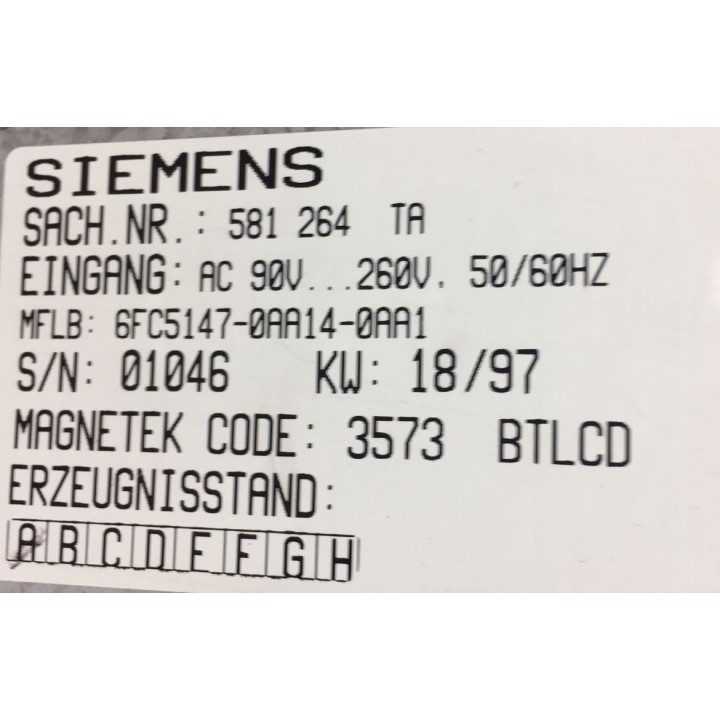 SIEMENS
SACH.NR.: 581 264 TA
EINGANG: AC 90V...260V, 50/60HZ
MFLB: 6FC5147-0AA14-0AA1
S/N: 01046 KW: 18/97
MAGNETEK CODE: 3573 BTLCD
ERZEUGNISSTAND:
A B C D E F G H